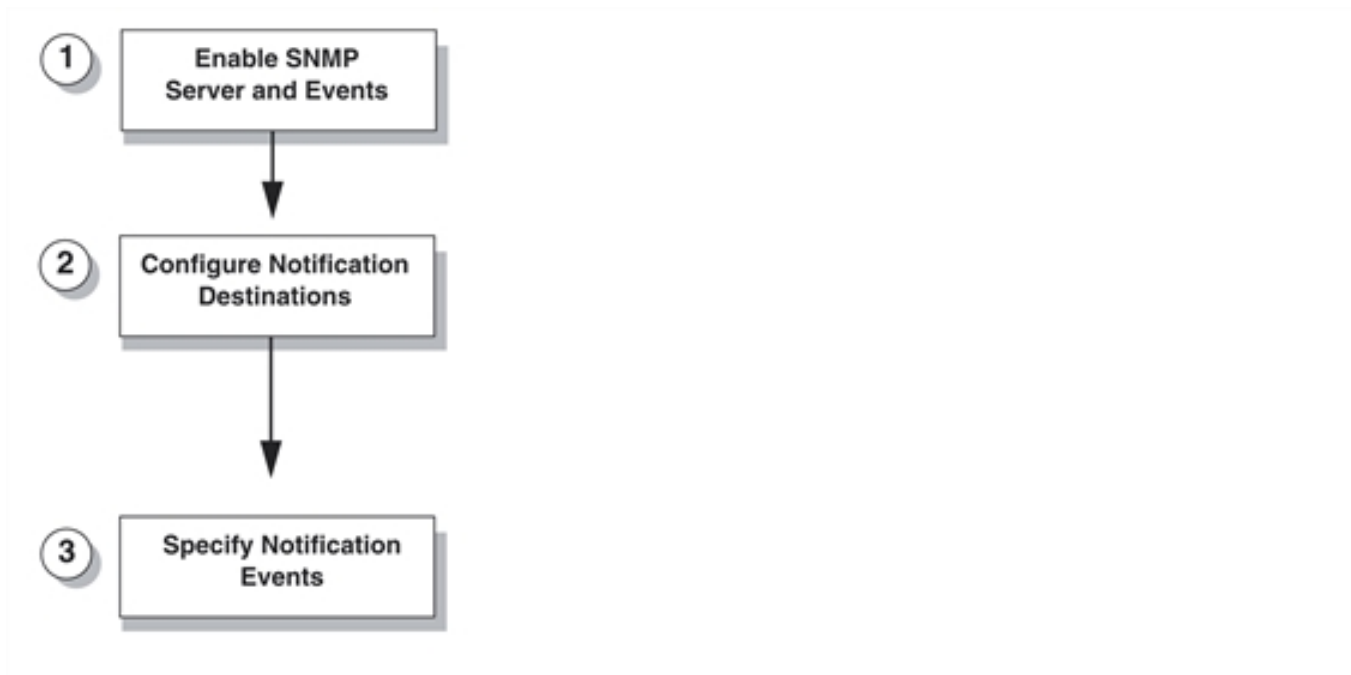 1
Enable SNMP
Server and Events
2
Configure Notification
Destinations
3
Specify Notification
Events